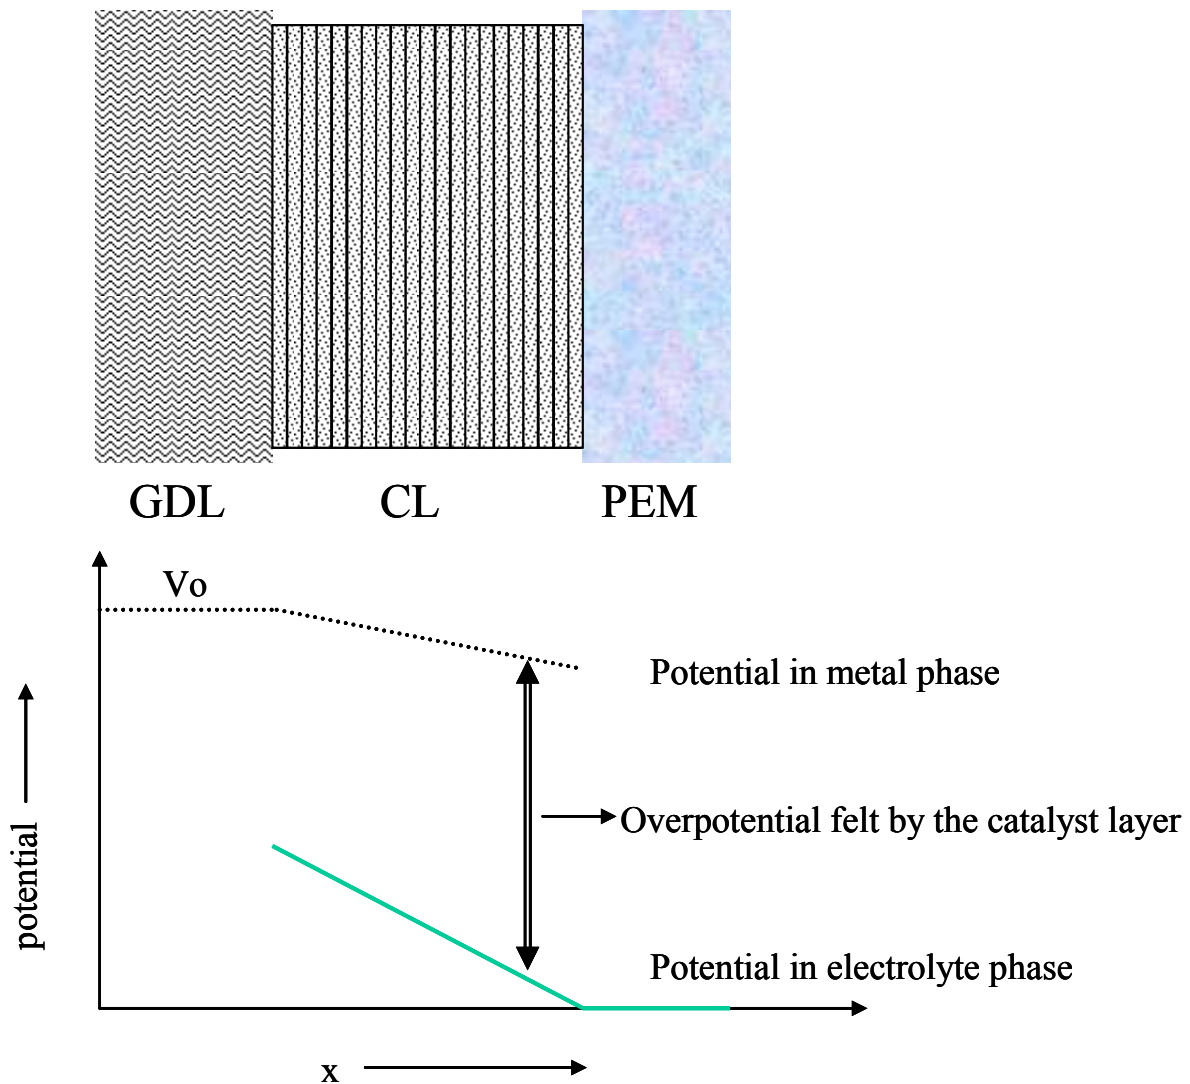 GDL
CL
PEM
Vo
Potential in metal phase
Overpotential felt by the catalyst layer
Potential in electrolyte phase
potential
x